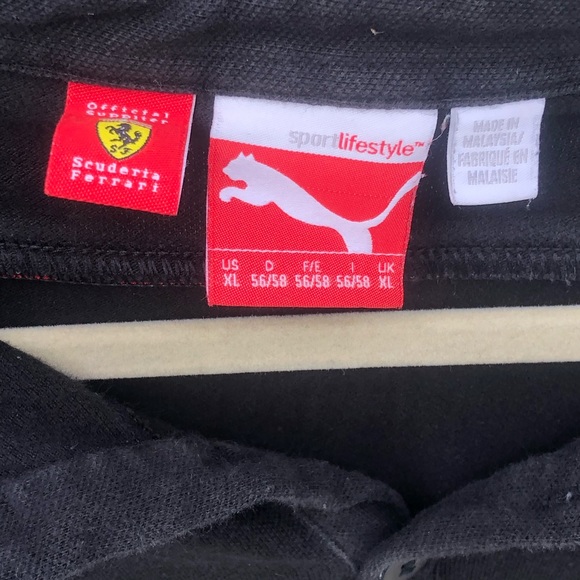 Official
Supplier
S F
Scuderia
Ferrari
sportlifestyle™
US D F/E I UK
XL 56/58 56/58 56/58 XL
MADE IN
MALAYSIA/
FABRIQUÉ EN
MALAISIE